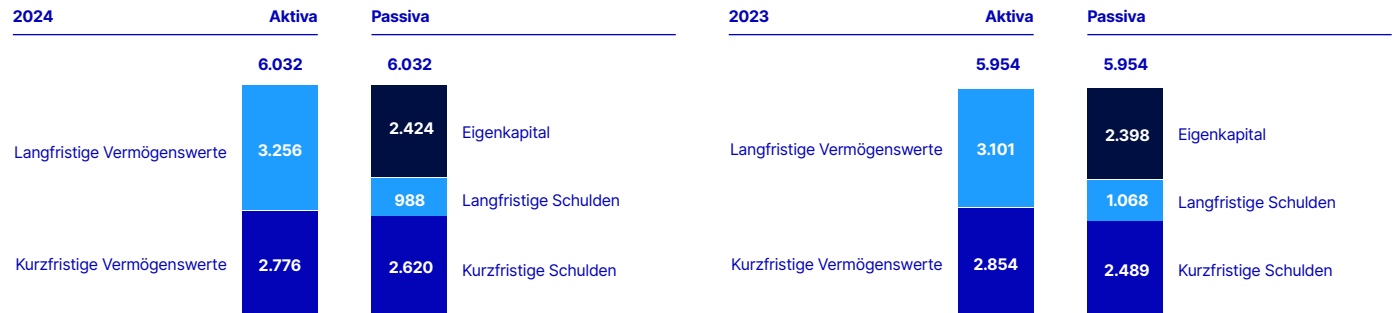 2024 Aktiva Passiva
6.032 6.032
Langfristige Vermögenswerte 3.256 2.424 Eigenkapital
988 Langfristige Schulden
Kurzfristige Vermögenswerte 2.776 2.620 Kurzfristige Schulden
2023 Aktiva Passiva
5.954 5.954
Langfristige Vermögenswerte 3.101 2.398 Eigenkapital
1.068 Langfristige Schulden
Kurzfristige Vermögenswerte 2.854 2.489 Kurzfristige Schulden